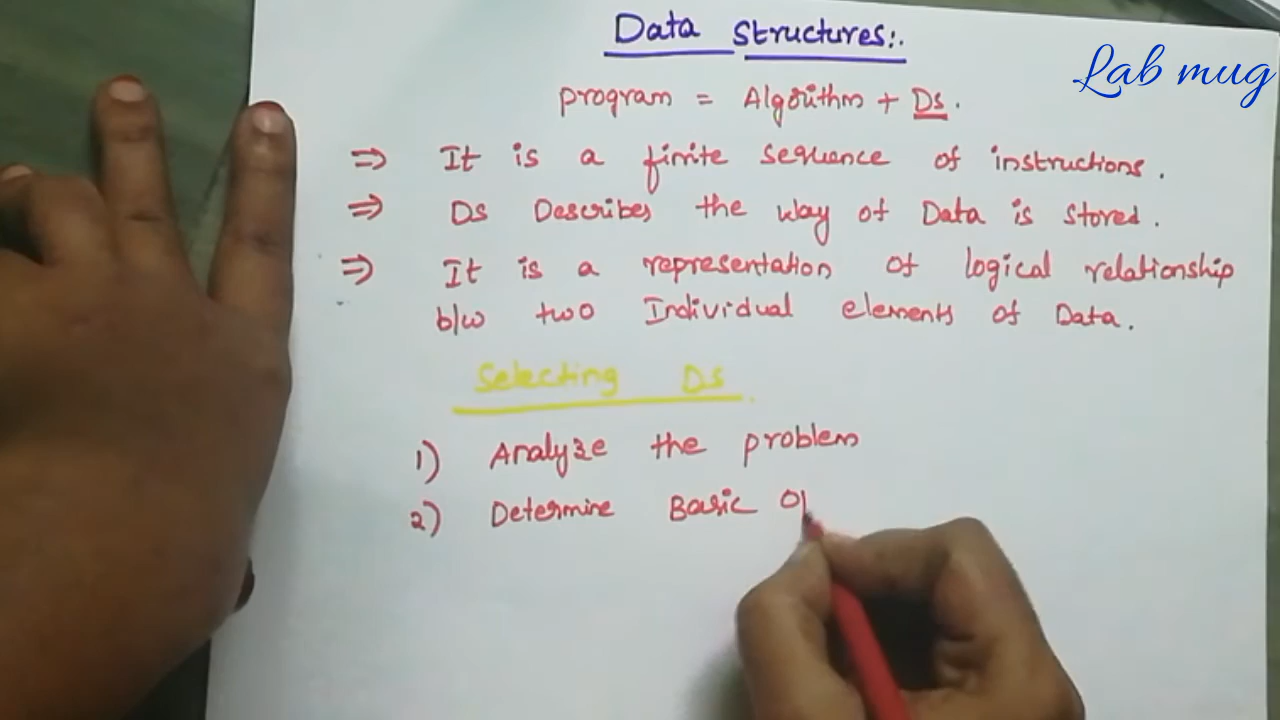 Data Structures:.
Lab mug
program = Algorithm + Ds.
⇒ It is a finite sequence of instructions.
⇒ Ds Describes the way of Data is stored.
⇒ It is a representation of logical relationship
b/w two Individual elements of Data.
Selecting Ds
1) Analyze the problem
2) Determine Basic